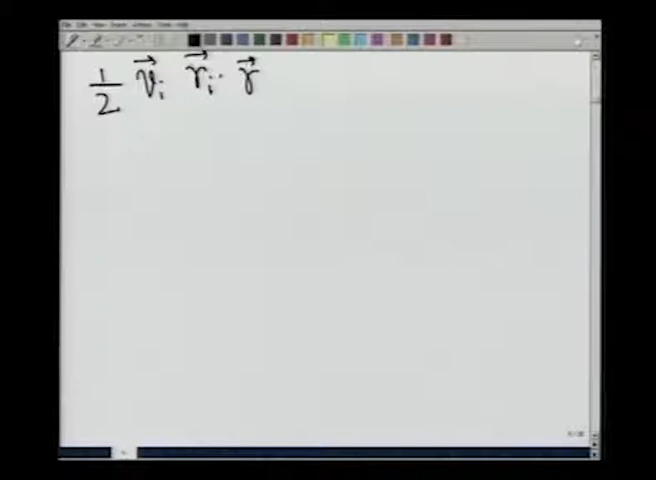 ½ v⃗ᵢ r⃗ᵢ · r⃗